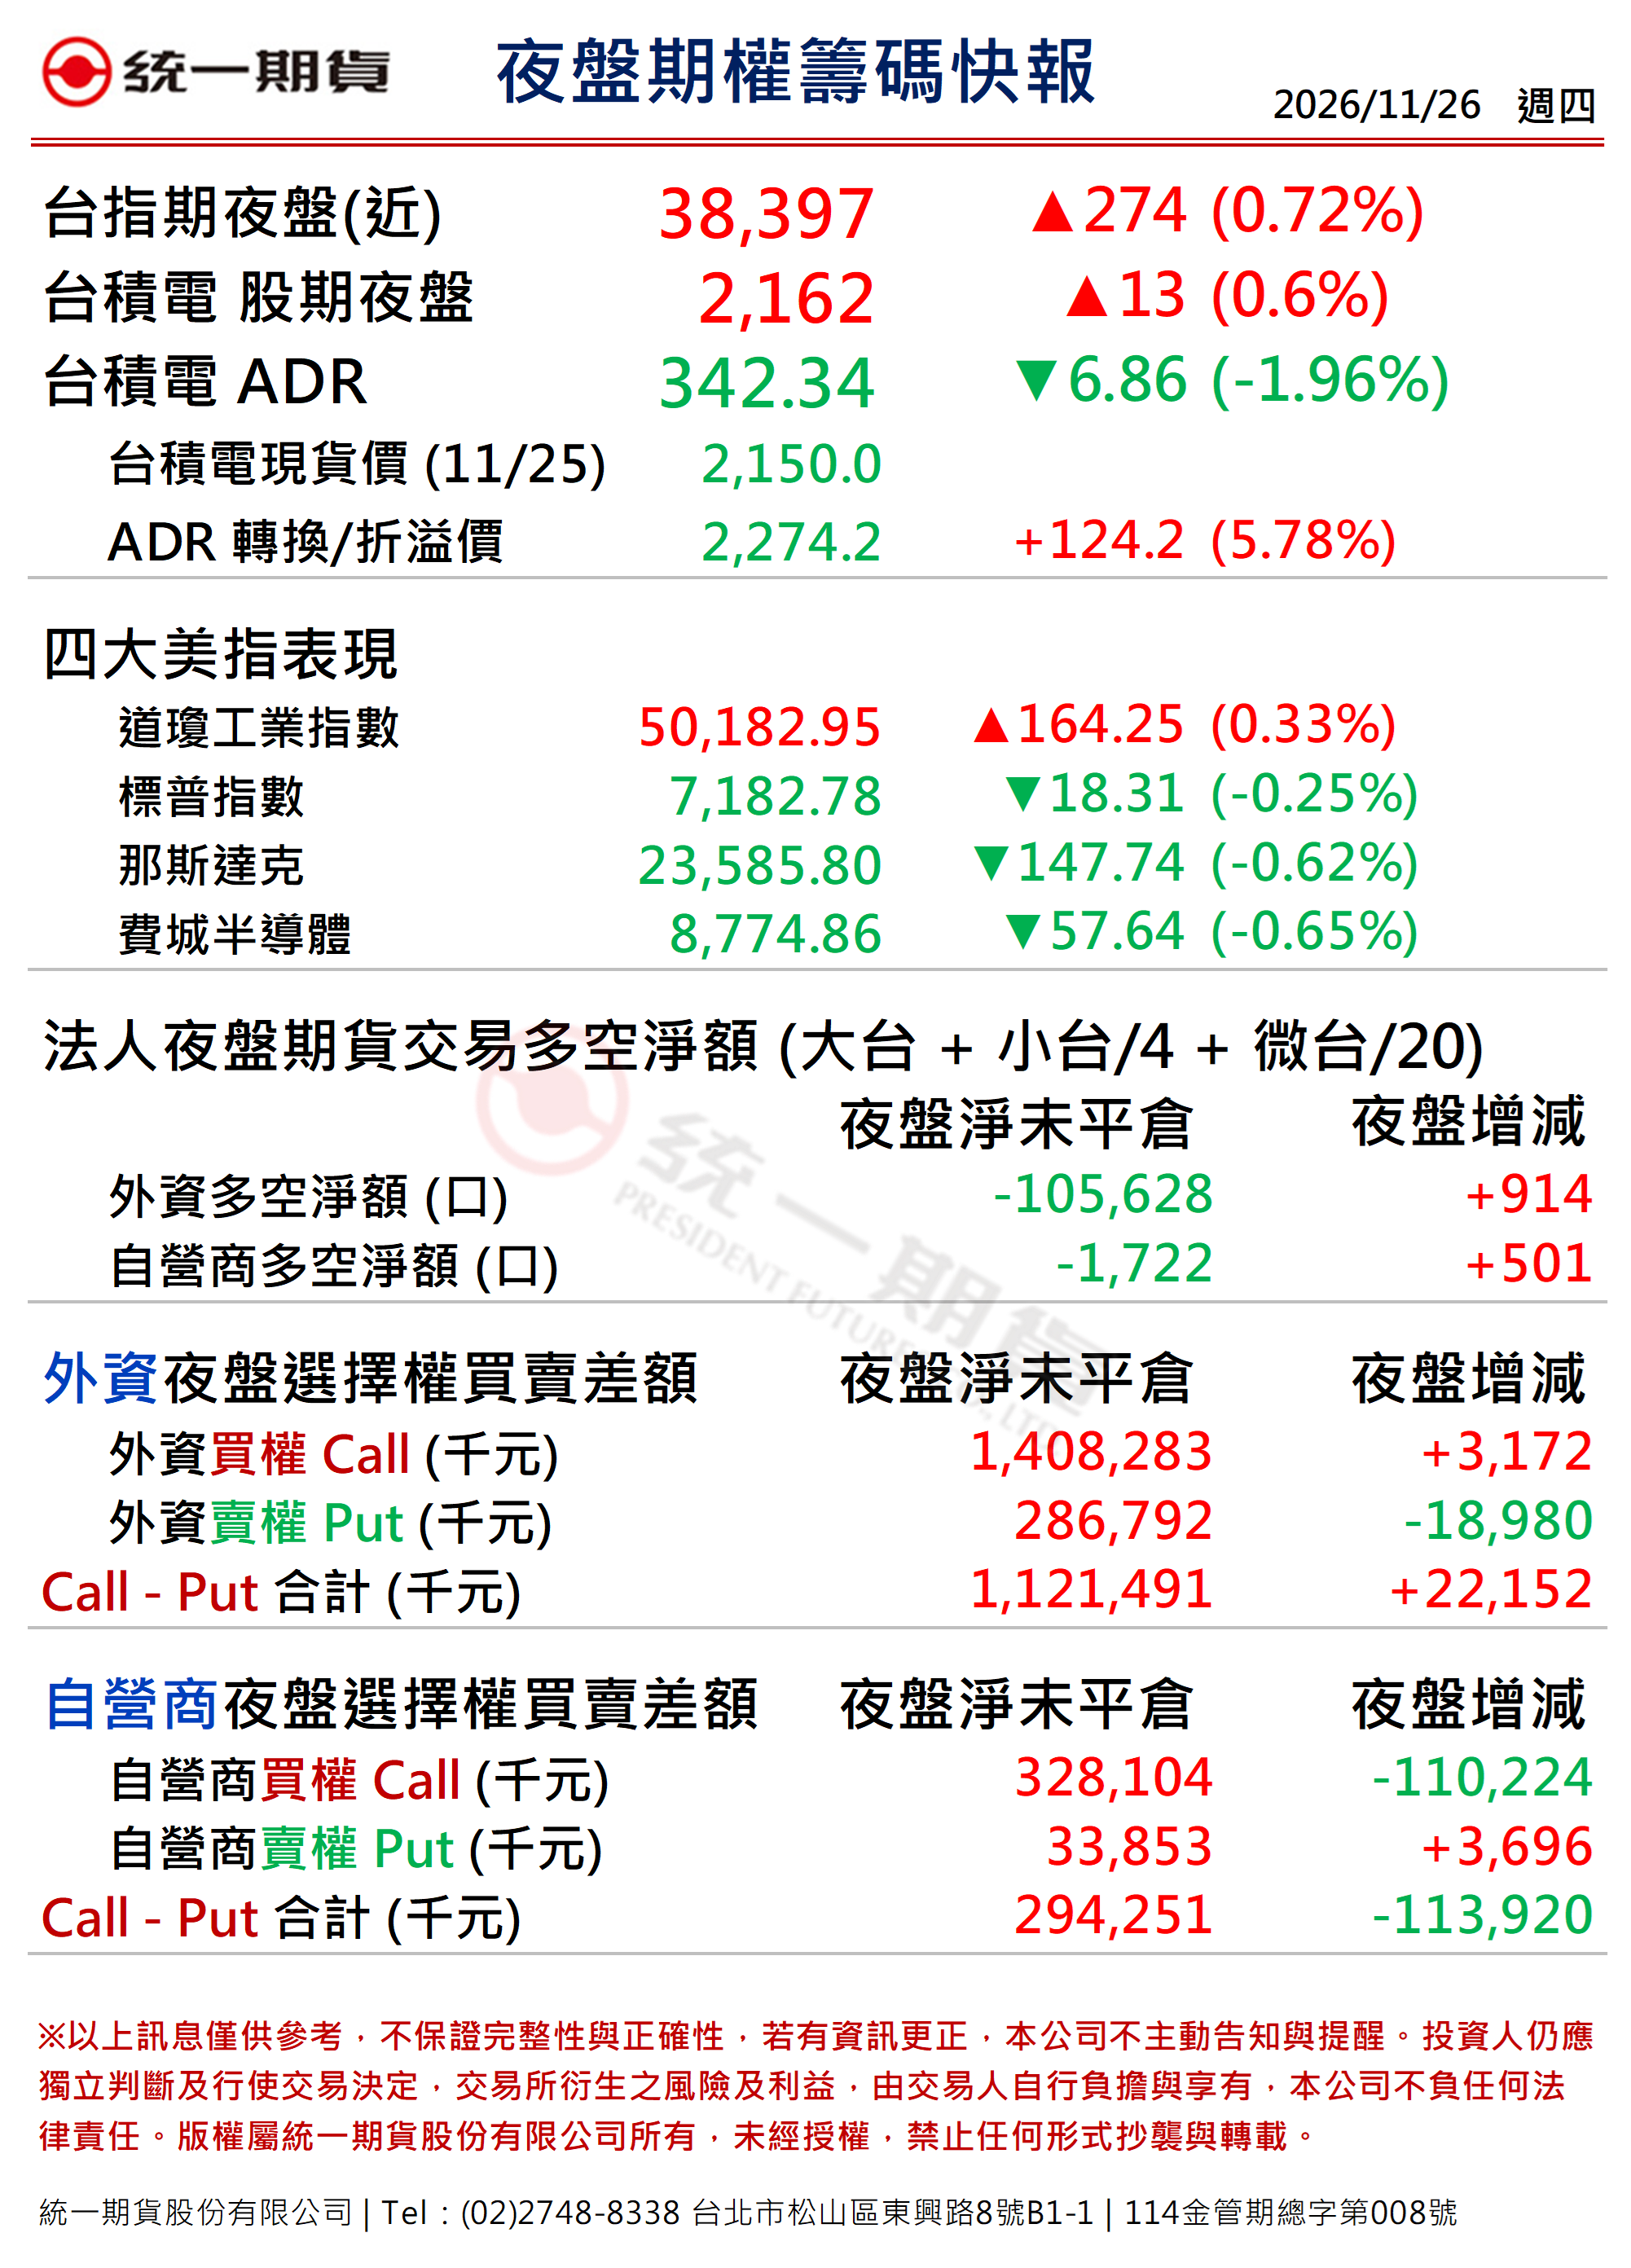 統一期貨
夜盤期權籌碼快報
2026/11/26 週四
台指期夜盤(近) 38,397 ▲274 (0.72%)
台積電 股期夜盤 2,162 ▲13 (0.6%)
台積電 ADR 342.34 ▼6.86 (-1.96%)
台積電現貨價 (11/25) 2,150.0
ADR 轉換/折溢價 2,274.2 +124.2 (5.78%)
四大美指表現
道瓊工業指數 50,182.95 ▲164.25 (0.33%)
標普指數 7,182.78 ▼18.31 (-0.25%)
那斯達克 23,585.80 ▼147.74 (-0.62%)
費城半導體 8,774.86 ▼57.64 (-0.65%)
法人夜盤期貨交易多空淨額 (大台 + 小台/4 + 微台/20)
夜盤淨未平倉 夜盤增減
外資多空淨額 (口) -105,628 +914
自營商多空淨額 (口) -1,722 +501
統一期貨
PRESIDENT FUTURES CO., LTD.
外資夜盤選擇權買賣差額 夜盤淨未平倉 夜盤增減
外資買權 Call (千元) 1,408,283 +3,172
外資賣權 Put (千元) 286,792 -18,980
Call - Put 合計 (千元) 1,121,491 +22,152
自營商夜盤選擇權買賣差額 夜盤淨未平倉 夜盤增減
自營商買權 Call (千元) 328,104 -110,224
自營商賣權 Put (千元) 33,853 +3,696
Call - Put 合計 (千元) 294,251 -113,920
※以上訊息僅供參考，不保證完整性與正確性，若有資訊更正，本公司不主動告知與提醒。投資人仍應
獨立判斷及行使交易決定，交易所衍生之風險及利益，由交易人自行負擔與享有，本公司不負任何法
律責任。版權屬統一期貨股份有限公司所有，未經授權，禁止任何形式抄襲與轉載。
統一期貨股份有限公司 | Tel：(02)2748-8338 台北市松山區東興路8號B1-1 | 114金管期總字第008號